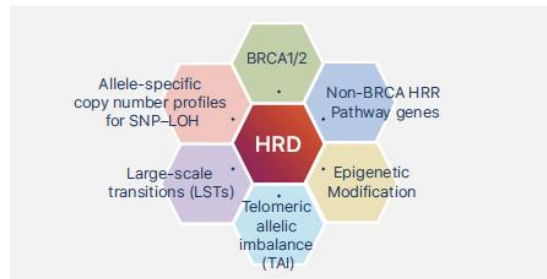 BRCA1/2
Allele-specific
copy number profiles
for SNP–LOH
Non-BRCA HRR
Pathway genes
HRD
Large-scale
transitions (LSTs)
Epigenetic
Modification
Telomeric
allelic
imbalance
(TAI)